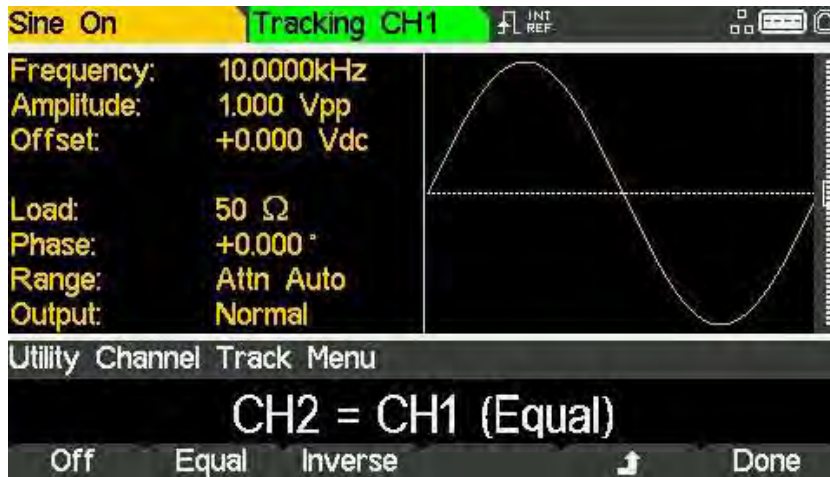 Sine On Tracking CH1 INT REF
Frequency: 10.0000kHz
Amplitude: 1.000 Vpp
Offset: +0.000 Vdc
Load: 50 Ω
Phase: +0.000 °
Range: Attn Auto
Output: Normal
Utility Channel Track Menu
CH2 = CH1 (Equal)
Off Equal Inverse Done